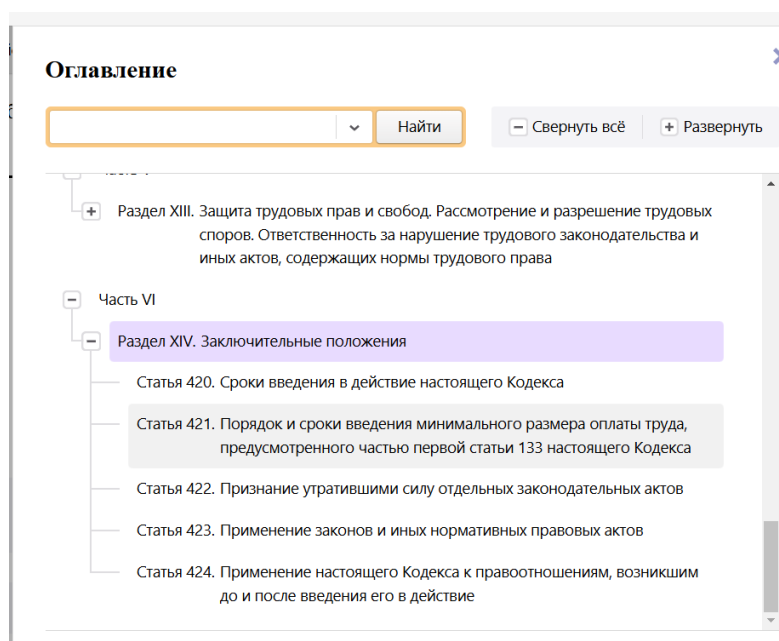 Оглавление
Найти
Свернуть всё
Развернуть
Раздел XIII. Защита трудовых прав и свобод. Рассмотрение и разрешение трудовых
споров. Ответственность за нарушение трудового законодательства и
иных актов, содержащих нормы трудового права
Часть VI
Раздел XIV. Заключительные положения
Статья 420. Сроки введения в действие настоящего Кодекса
Статья 421. Порядок и сроки введения минимального размера оплаты труда,
предусмотренного частью первой статьи 133 настоящего Кодекса
Статья 422. Признание утратившими силу отдельных законодательных актов
Статья 423. Применение законов и иных нормативных правовых актов
Статья 424. Применение настоящего Кодекса к правоотношениям, возникшим
до и после введения его в действие